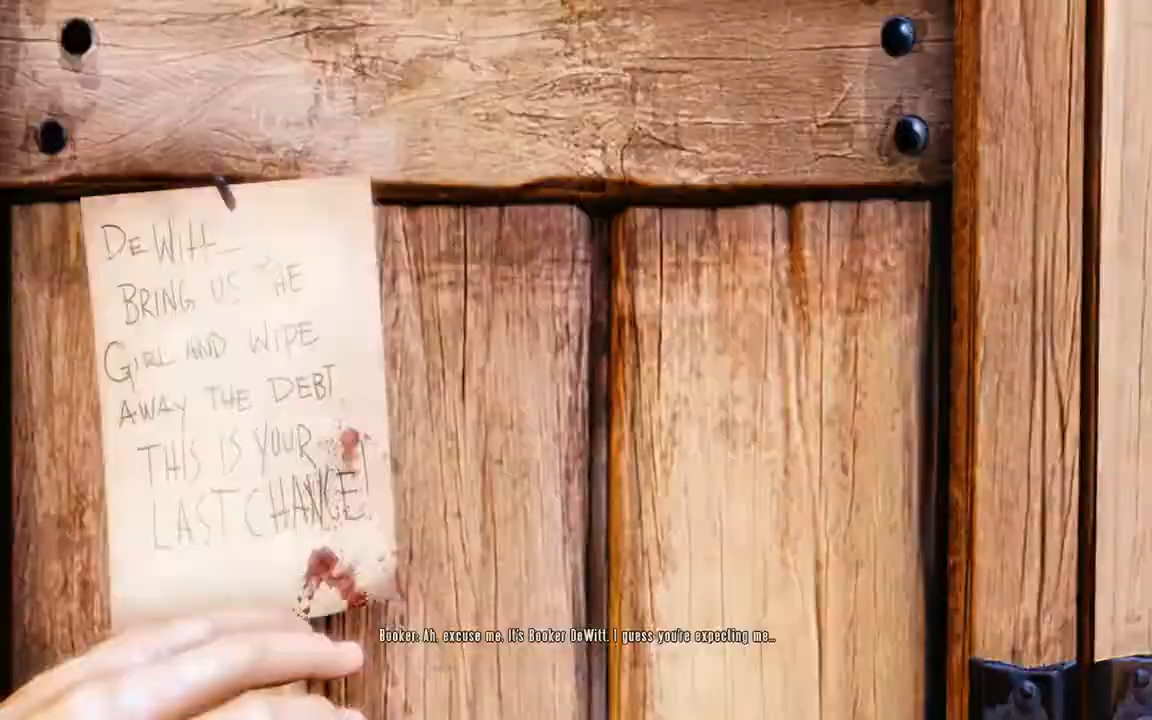 DeWitt—
BRING US THE
GIRL AND WIPE
AWAY THE DEBT.
THIS IS YOUR
LAST CHANCE!
Booker: Ah, excuse me. It's Booker DeWitt. I guess you're expecting me...